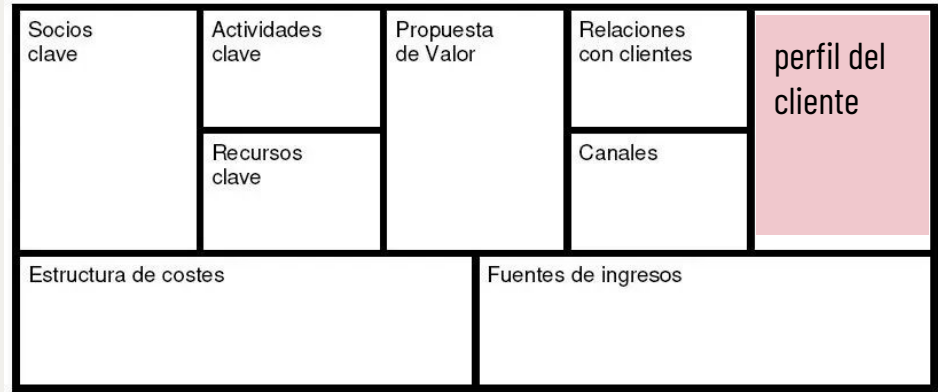 Socios
clave
Actividades
clave
Recursos
clave
Propuesta
de Valor
Relaciones
con clientes
Canales
perfil del
cliente
Estructura de costes
Fuentes de ingresos